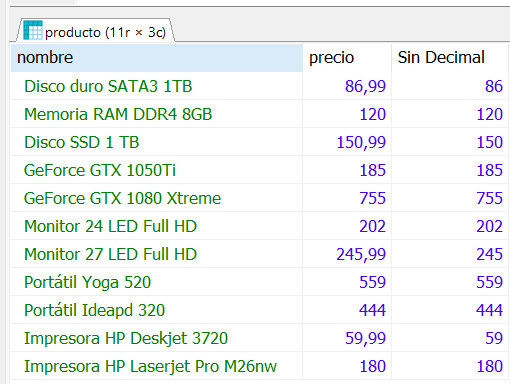 producto (11r × 3c)
nombre precio Sin Decimal
Disco duro SATA3 1TB 86,99 86
Memoria RAM DDR4 8GB 120 120
Disco SSD 1 TB 150,99 150
GeForce GTX 1050Ti 185 185
GeForce GTX 1080 Xtreme 755 755
Monitor 24 LED Full HD 202 202
Monitor 27 LED Full HD 245,99 245
Portátil Yoga 520 559 559
Portátil Ideapd 320 444 444
Impresora HP Deskjet 3720 59,99 59
Impresora HP Laserjet Pro M26nw 180 180